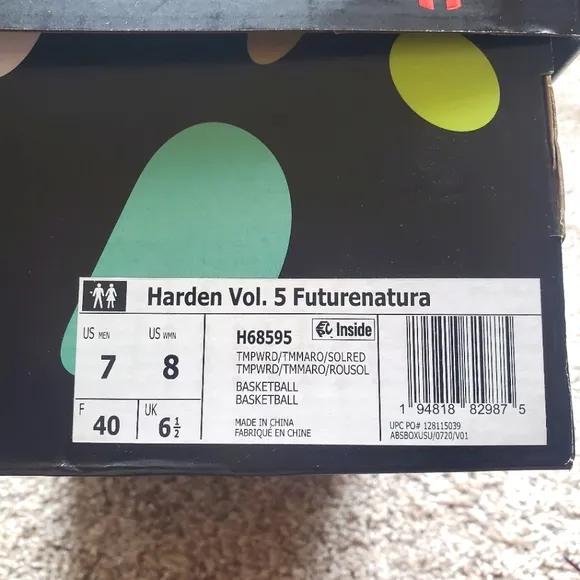 Harden Vol. 5 Futurenatura
US MEN
7
US WMN
8
F
40
UK
6 1/2
H68595
Inside
TMPWRD/TMMARO/SOLRED
TMPWRD/TMMARO/ROUSOL
BASKETBALL
BASKETBALL
MADE IN CHINA
FABRIQUÉ EN CHINE
1 94818 82987 5
UPC PO# 128115039
ABSBOXUSU/0720/V01